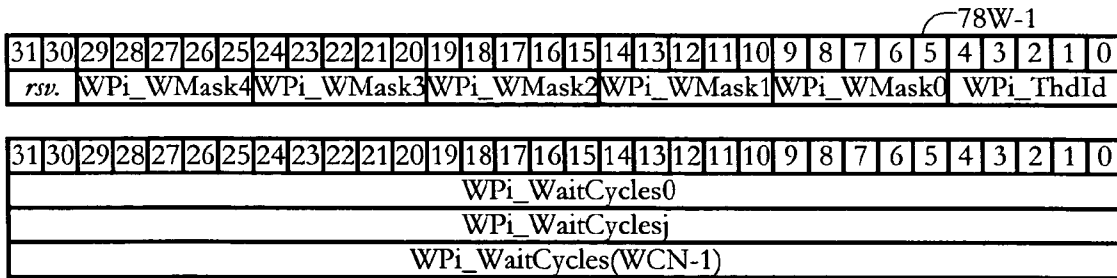 78W-1
31 30 29 28 27 26 25 24 23 22 21 20 19 18 17 16 15 14 13 12 11 10 9 8 7 6 5 4 3 2 1 0
rsv. WPi_WMask4 WPi_WMask3 WPi_WMask2 WPi_WMask1 WPi_WMask0 WPi_ThdId
31 30 29 28 27 26 25 24 23 22 21 20 19 18 17 16 15 14 13 12 11 10 9 8 7 6 5 4 3 2 1 0
WPi_WaitCycles0
WPi_WaitCyclesj
WPi_WaitCycles(WCN-1)